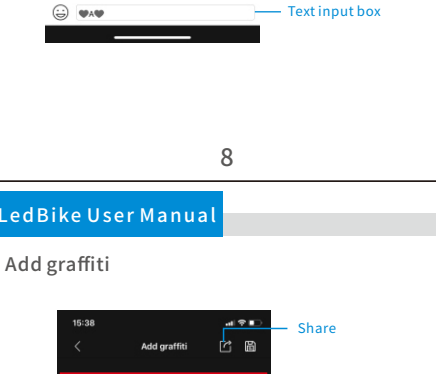 ♥A♥ Text input box
8
LedBike User Manual
Add graffiti
15:38
Add graffiti
Share